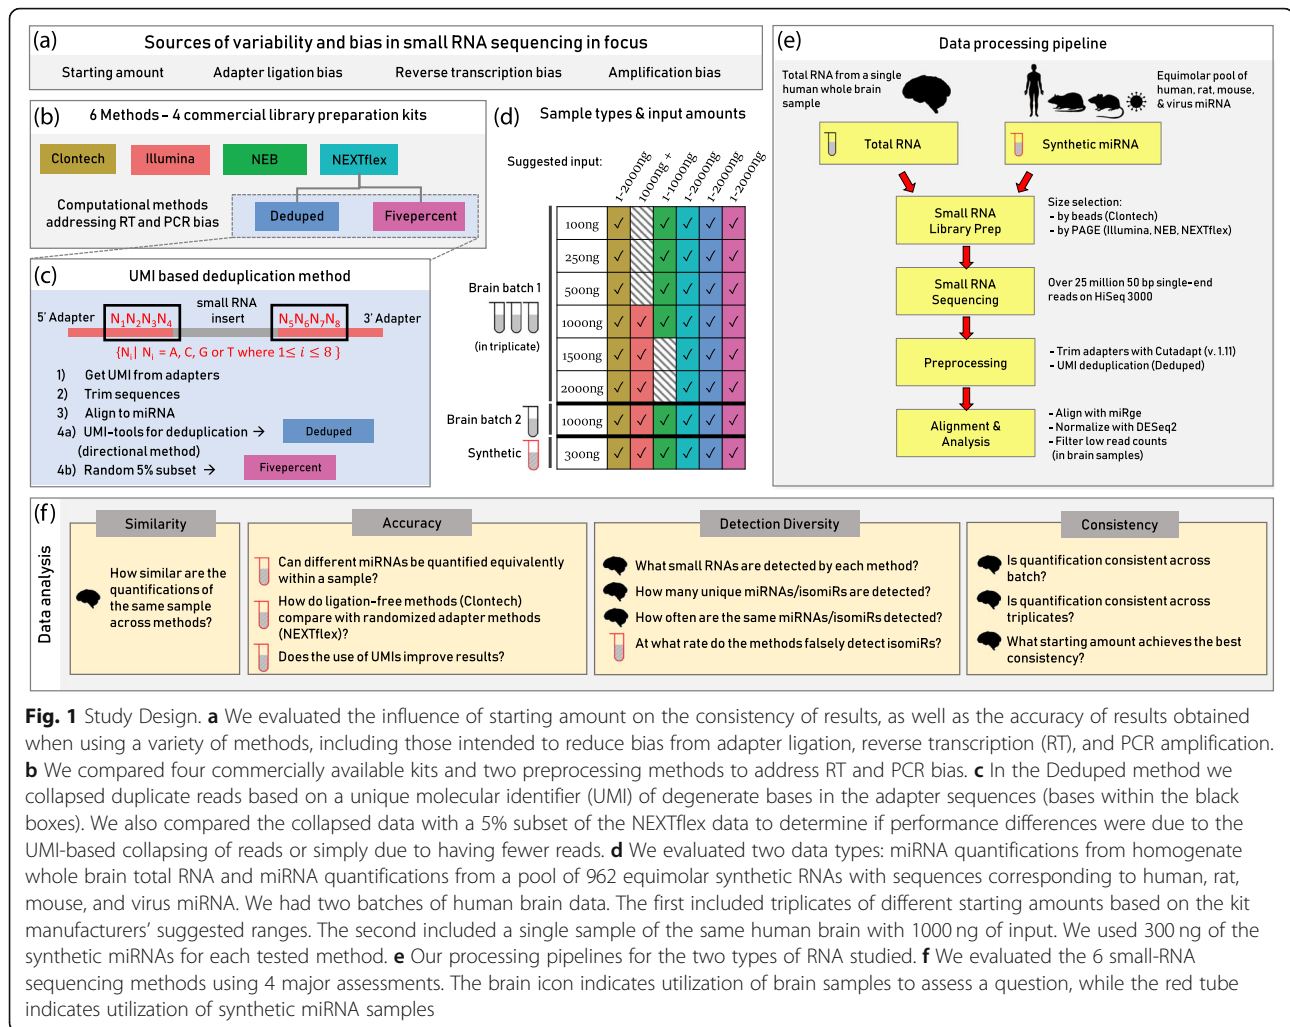 (a) Sources of variability and bias in small RNA sequencing in focus
Starting amount Adapter ligation bias Reverse transcription bias Amplification bias
(b) 6 Methods – 4 commercial library preparation kits
Clontech Illumina NEB NEXTflex
Computational methods
addressing RT and PCR bias
Deduped Fivepercent
(c) UMI based deduplication method
5' Adapter N1N2N3N4 small RNA
insert N5N6N7N8 3' Adapter
{Ni| Ni = A, C, G or T where 1≤ i ≤ 8 }
1) Get UMI from adapters
2) Trim sequences
3) Align to miRNA
4a) UMI-tools for deduplication → Deduped
(directional method)
4b) Random 5% subset → Fivepercent
(d) Sample types & input amounts
Suggested input: 1-2000ng 1000ng + 1-1000ng 1-2000ng 1-2000ng 1-2000ng
Brain batch 1
(in triplicate)
100ng ✓ ✓ ✓ ✓ ✓
250ng ✓ ✓ ✓ ✓ ✓
500ng ✓ ✓ ✓ ✓ ✓
1000ng ✓ ✓ ✓ ✓ ✓ ✓
1500ng ✓ ✓ ✓ ✓ ✓
2000ng ✓ ✓ ✓ ✓ ✓
Brain batch 2 1000ng ✓ ✓ ✓ ✓ ✓ ✓
Synthetic 300ng ✓ ✓ ✓ ✓ ✓ ✓
(e) Data processing pipeline
Total RNA from a single
human whole brain
sample
Equimolar pool of
human, rat, mouse,
& virus miRNA
Total RNA Synthetic miRNA
Small RNA
Library Prep
Size selection:
- by beads (Clontech)
- by PAGE (Illumina, NEB, NEXTflex)
Small RNA
Sequencing
Over 25 million 50 bp single-end
reads on HiSeq 3000
Preprocessing
- Trim adapters with Cutadapt (v. 1.11)
- UMI deduplication (Deduped)
Alignment &
Analysis
- Align with miRge
- Normalize with DESeq2
- Filter low read counts
(in brain samples)
(f) Data analysis
Similarity
How similar are the
quantifications of
the same sample
across methods?
Accuracy
Can different miRNAs be quantified equivalently
within a sample?
How do ligation-free methods (Clontech)
compare with randomized adapter methods
(NEXTflex)?
Does the use of UMIs improve results?
Detection Diversity
What small RNAs are detected by each method?
How many unique miRNAs/isomiRs are detected?
How often are the same miRNAs/isomiRs detected?
At what rate do the methods falsely detect isomiRs?
Consistency
Is quantification consistent across
batch?
Is quantification consistent across
triplicates?
What starting amount achieves the best
consistency?
Fig. 1 Study Design. a We evaluated the influence of starting amount on the consistency of results, as well as the accuracy of results obtained
when using a variety of methods, including those intended to reduce bias from adapter ligation, reverse transcription (RT), and PCR amplification.
b We compared four commercially available kits and two preprocessing methods to address RT and PCR bias. c In the Deduped method we
collapsed duplicate reads based on a unique molecular identifier (UMI) of degenerate bases in the adapter sequences (bases within the black
boxes). We also compared the collapsed data with a 5% subset of the NEXTflex data to determine if performance differences were due to the
UMI-based collapsing of reads or simply due to having fewer reads. d We evaluated two data types: miRNA quantifications from homogenate
whole brain total RNA and miRNA quantifications from a pool of 962 equimolar synthetic RNAs with sequences corresponding to human, rat,
mouse, and virus miRNA. We had two batches of human brain data. The first included triplicates of different starting amounts based on the kit
manufacturers' suggested ranges. The second included a single sample of the same human brain with 1000 ng of input. We used 300 ng of the
synthetic miRNAs for each tested method. e Our processing pipelines for the two types of RNA studied. f We evaluated the 6 small-RNA
sequencing methods using 4 major assessments. The brain icon indicates utilization of brain samples to assess a question, while the red tube
indicates utilization of synthetic miRNA samples